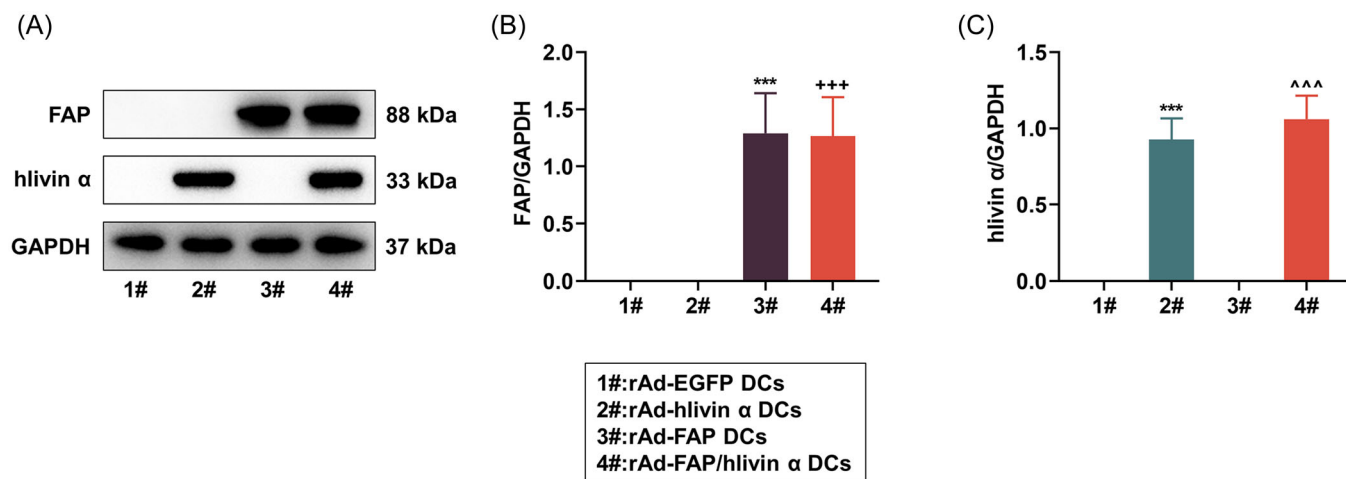 (A)
FAP
88 kDa
hlivin α
33 kDa
GAPDH
37 kDa
1# 2# 3# 4#
(B)
FAP/GAPDH
2.0
1.5
1.0
0.5
0.0
***
+++
1# 2# 3# 4#
(C)
hlivin α/GAPDH
1.5
1.0
0.5
0.0
***
^^^
1# 2# 3# 4#
1#:rAd-EGFP DCs
2#:rAd-hlivin α DCs
3#:rAd-FAP DCs
4#:rAd-FAP/hlivin α DCs